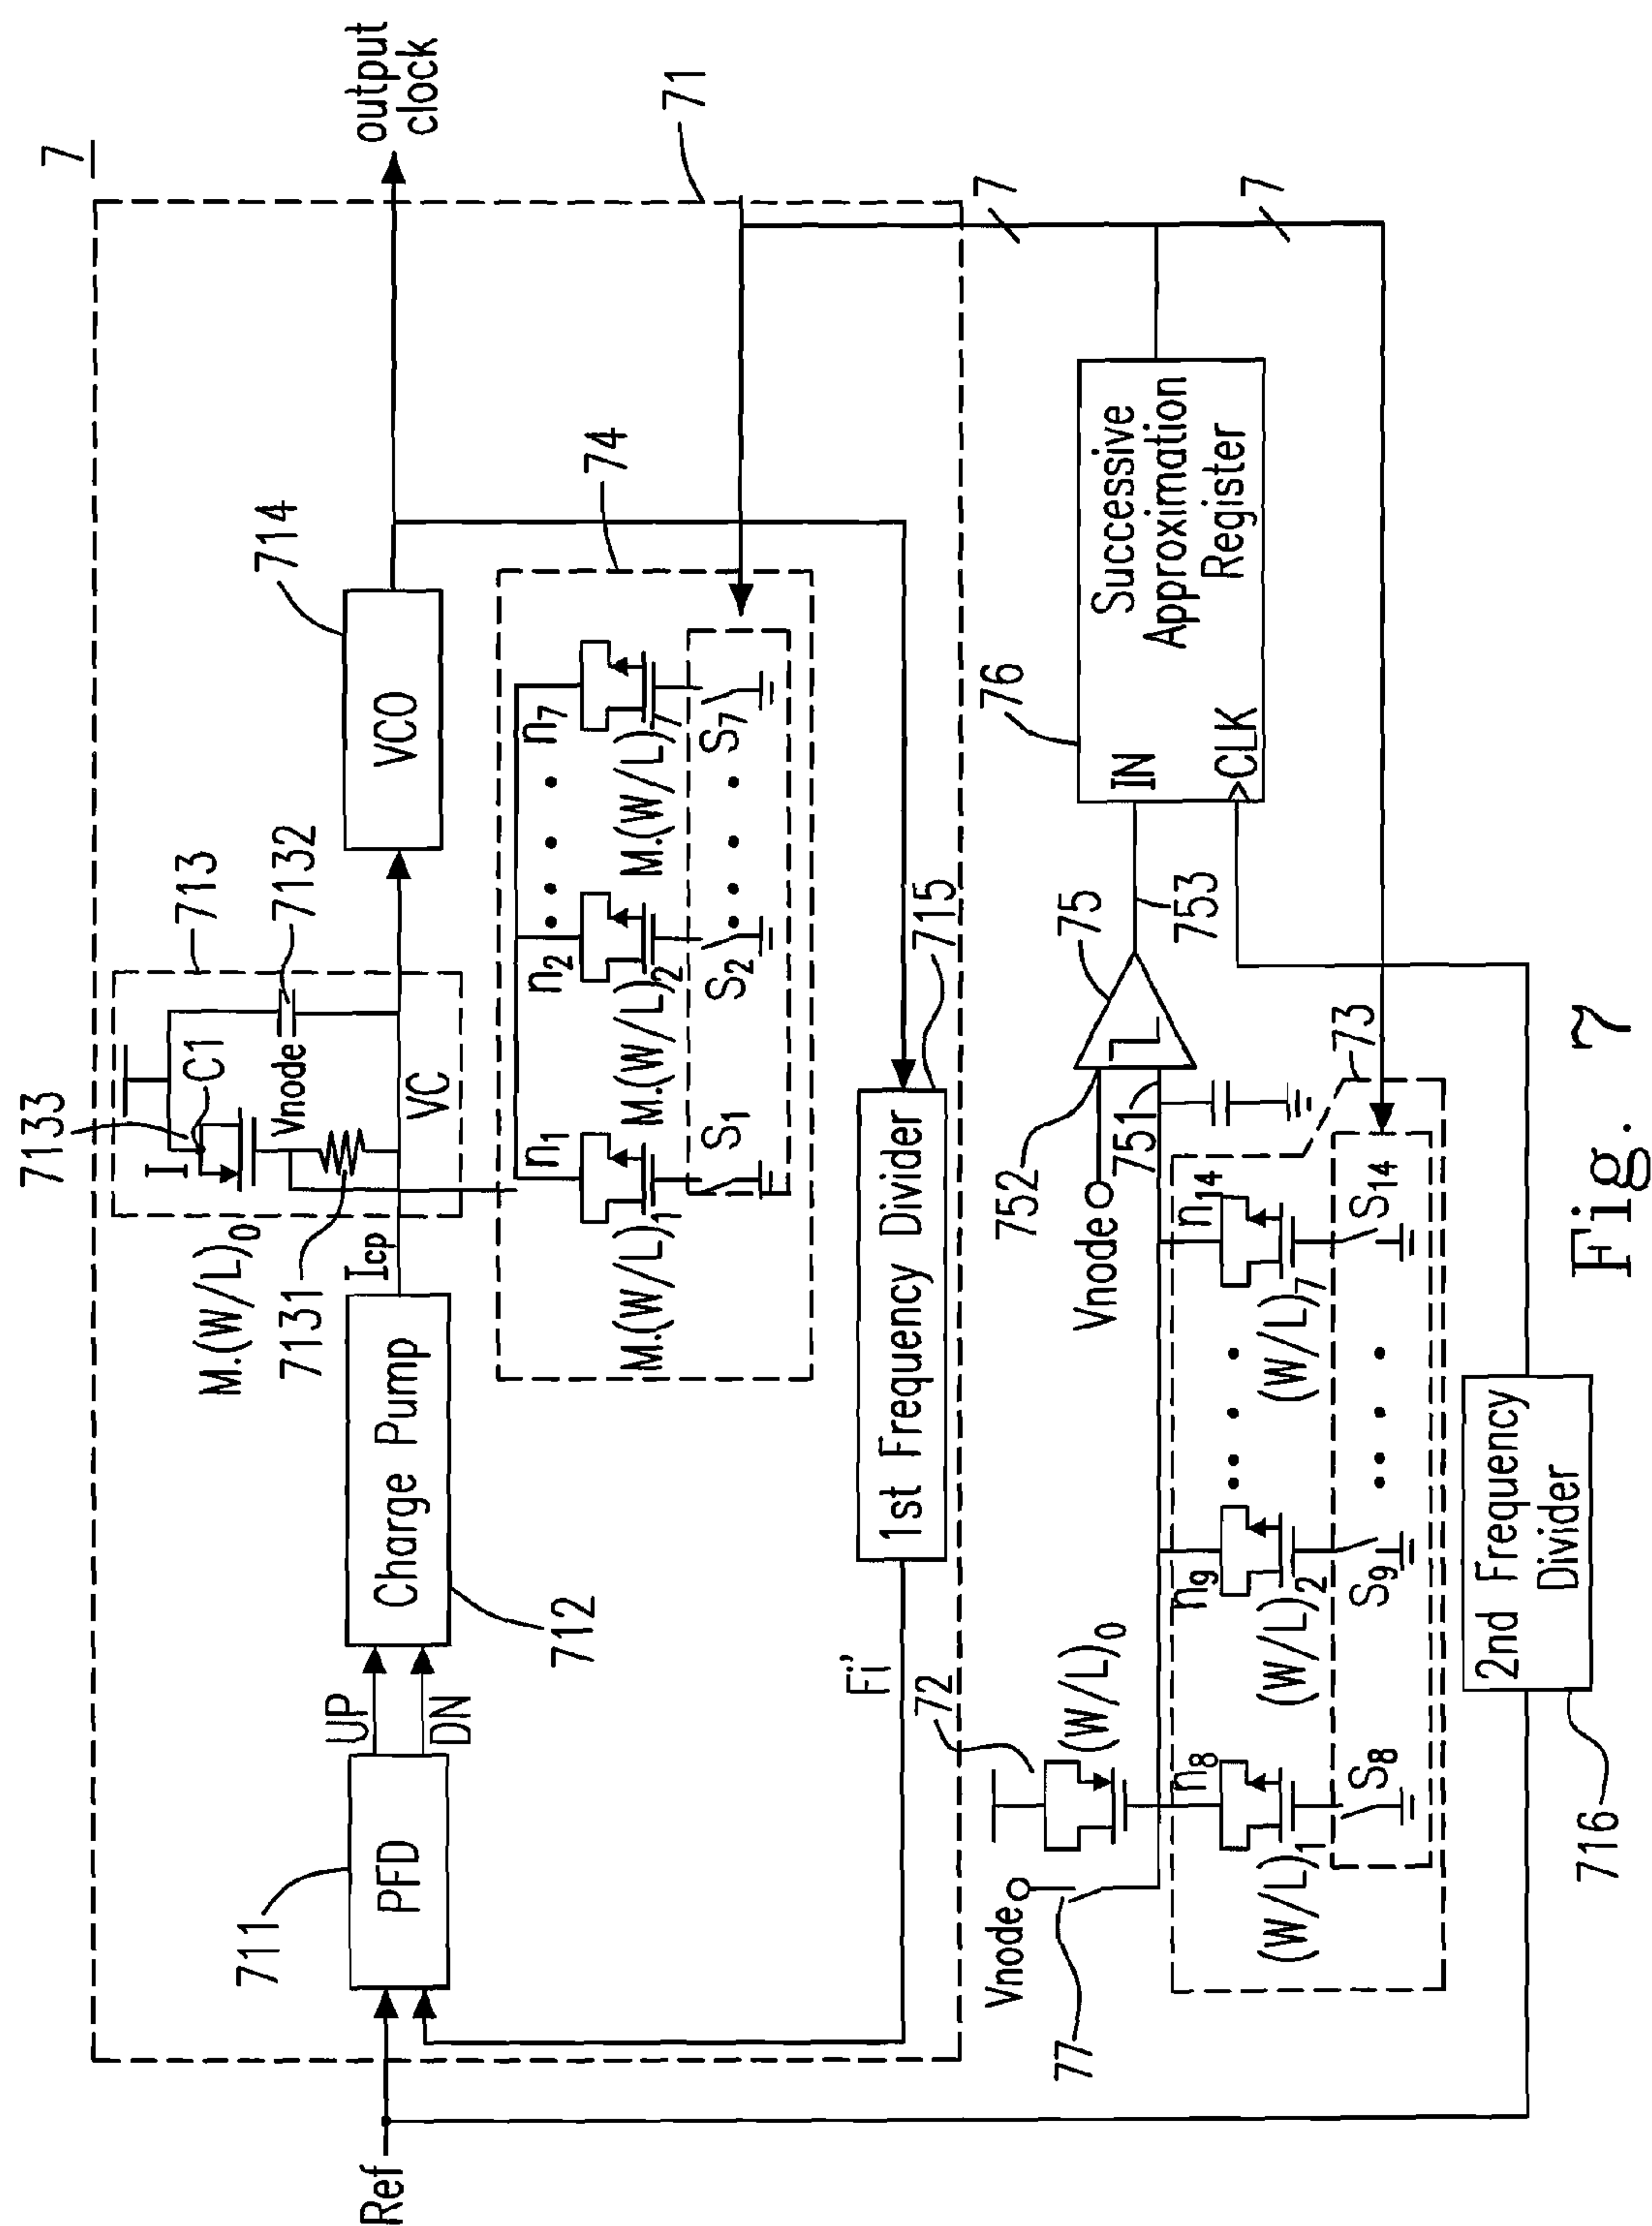 7
output
clock
71
714
713
7132
7133
C1
I
Vnode
VC
VCO
M.(W/L)0
7131
Icp
Charge Pump
712
UP
DN
711
PFD
Ref
74
n1
n2
n7
M.(W/L)1
M.(W/L)2
M.(W/L)7
S1
S2
S7
715
1st Frequency Divider
Fi'
7
7
76
Successive
Approximation
Register
IN
CLK
75
753
752
751
Vnode
73
72
(W/L)0
Vnode
77
n8
n9
n14
(W/L)1
(W/L)2
(W/L)7
S8
S9
S14
2nd Frequency
Divider
716
Fig. 7